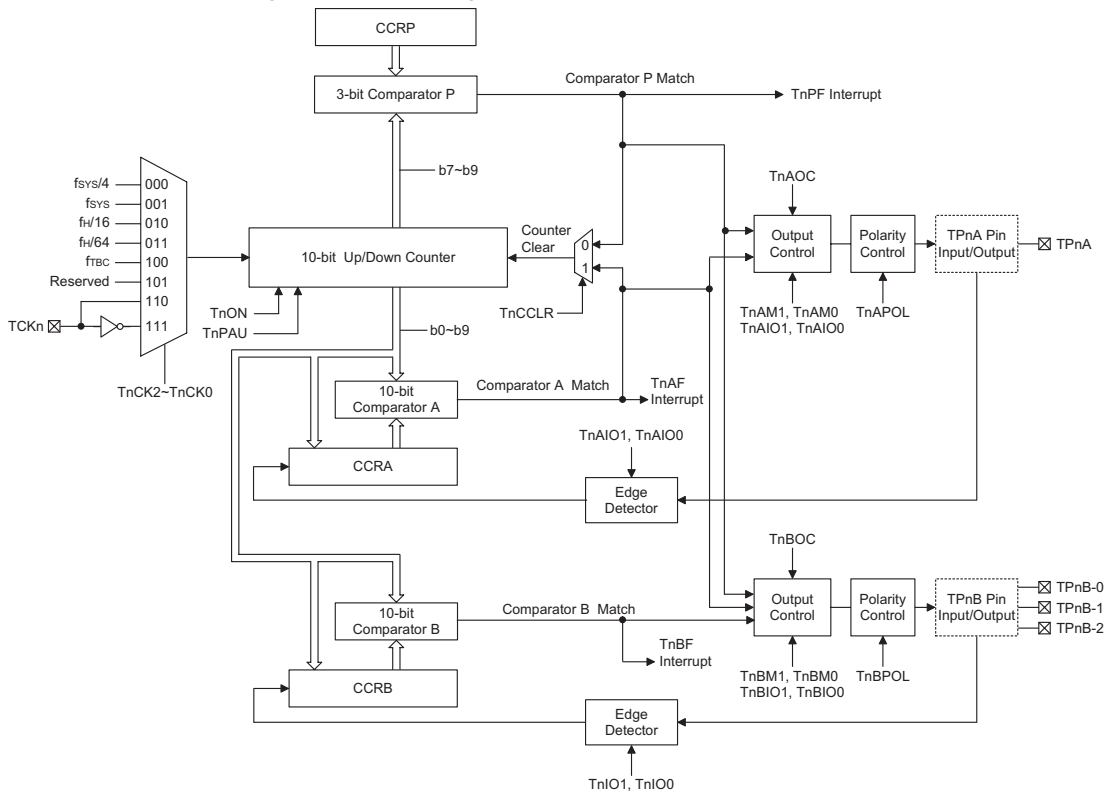 CCRP
3-bit Comparator P
Comparator P Match
TnPF Interrupt
b7~b9
fSYS/4
000
fSYS
001
fH/16
010
fH/64
011
fTBC
100
Reserved
101
110
111
TCKn
TnCK2~TnCK0
10-bit Up/Down Counter
TnON
TnPAU
Counter
Clear
0
1
TnCCLR
b0~b9
TnAOC
Output
Control
Polarity
Control
TPnA Pin
Input/Output
TPnA
TnAM1, TnAM0
TnAIO1, TnAIO0
TnAPOL
10-bit
Comparator A
Comparator A Match
TnAF
Interrupt
CCRA
TnAIO1, TnAIO0
Edge
Detector
TnBOC
Output
Control
Polarity
Control
TPnB Pin
Input/Output
TPnB-0
TPnB-1
TPnB-2
TnBM1, TnBM0
TnBIO1, TnBIO0
TnBPOL
10-bit
Comparator B
Comparator B Match
TnBF
Interrupt
CCRB
Edge
Detector
TnIO1, TnIO0